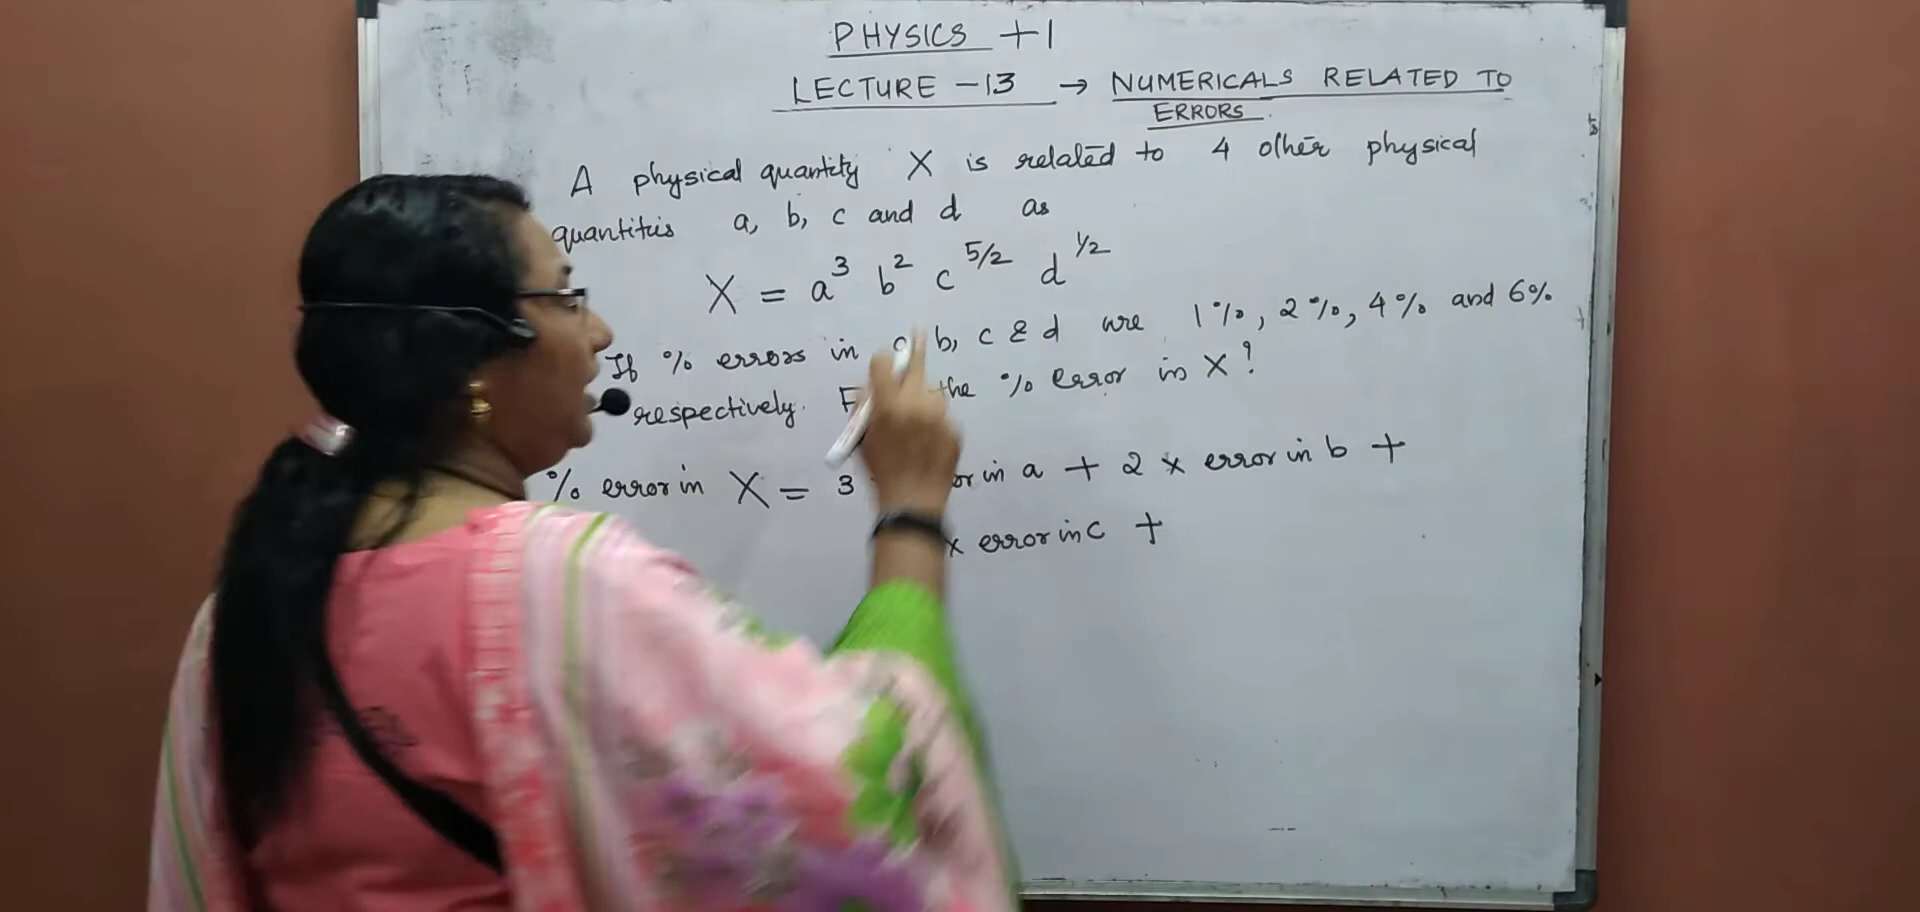 PHYSICS +1
LECTURE - 13 → NUMERICALS RELATED TO
ERRORS.
A physical quantity X is related to 4 other physical
quantities a, b, c and d as
X = a³ b² c^5/2 d^1/2
If % errors in b, c & d are 1%, 2%, 4% and 6%
respectively. the % error in X?
% error in X = 3 in a + 2 x error in b +
x error in c +